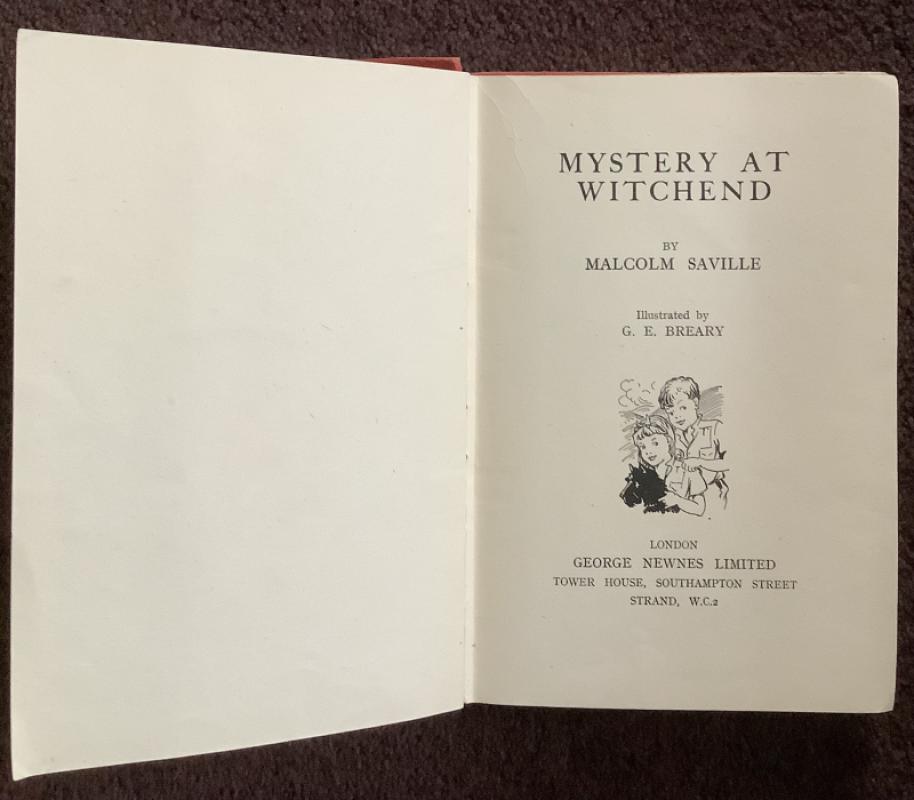 MYSTERY AT
WITCHEND
BY
MALCOLM SAVILLE
Illustrated by
G. E. BREARY
LONDON
GEORGE NEWNES LIMITED
TOWER HOUSE, SOUTHAMPTON STREET
STRAND, W.C.2